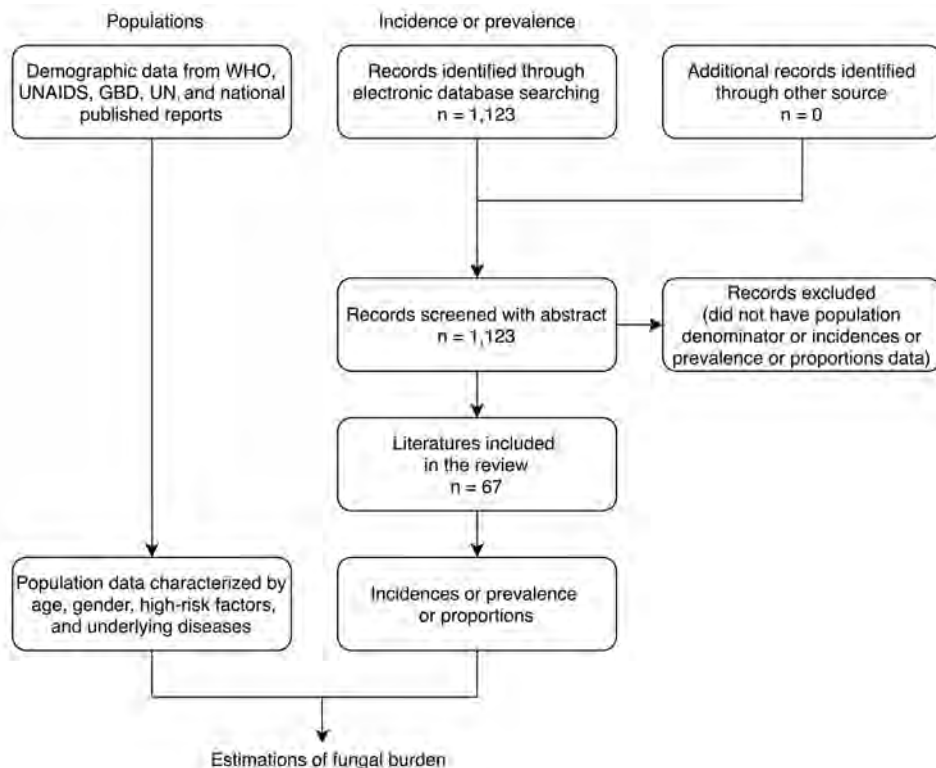 Populations
Incidence or prevalence
Demographic data from WHO,
UNAIDS, GBD, UN, and national
published reports
Records identified through
electronic database searching
n = 1,123
Additional records identified
through other source
n = 0
Records screened with abstract
n = 1,123
Records excluded
(did not have population
denominator or incidences or
prevalence or proportions data)
Literatures included
in the review
n = 67
Population data characterized by
age, gender, high-risk factors,
and underlying diseases
Incidences or prevalence
or proportions
Estimations of fungal burden